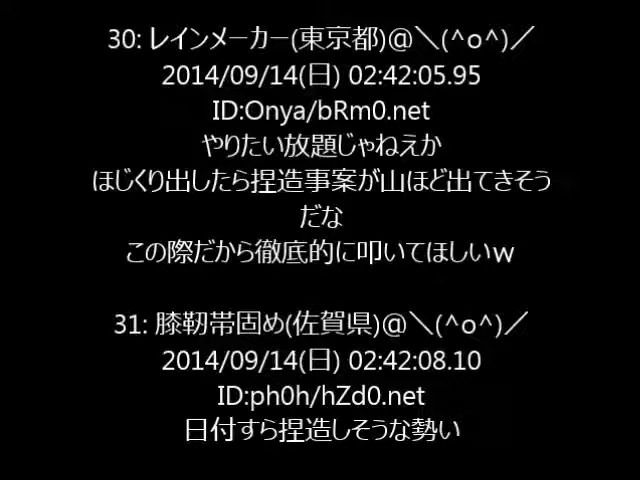 30: レインメーカー(東京都)@＼(^o^)／
2014/09/14(日) 02:42:05.95
ID:Onya/bRm0.net
やりたい放題じゃねえか
ほじくり出したら捏造事案が山ほど出てきそう
だな
この際だから徹底的に叩いてほしいｗ
31: 膝靭帯固め(佐賀県)@＼(^o^)／
2014/09/14(日) 02:42:08.10
ID:ph0h/hZd0.net
日付すら捏造しそうな勢い